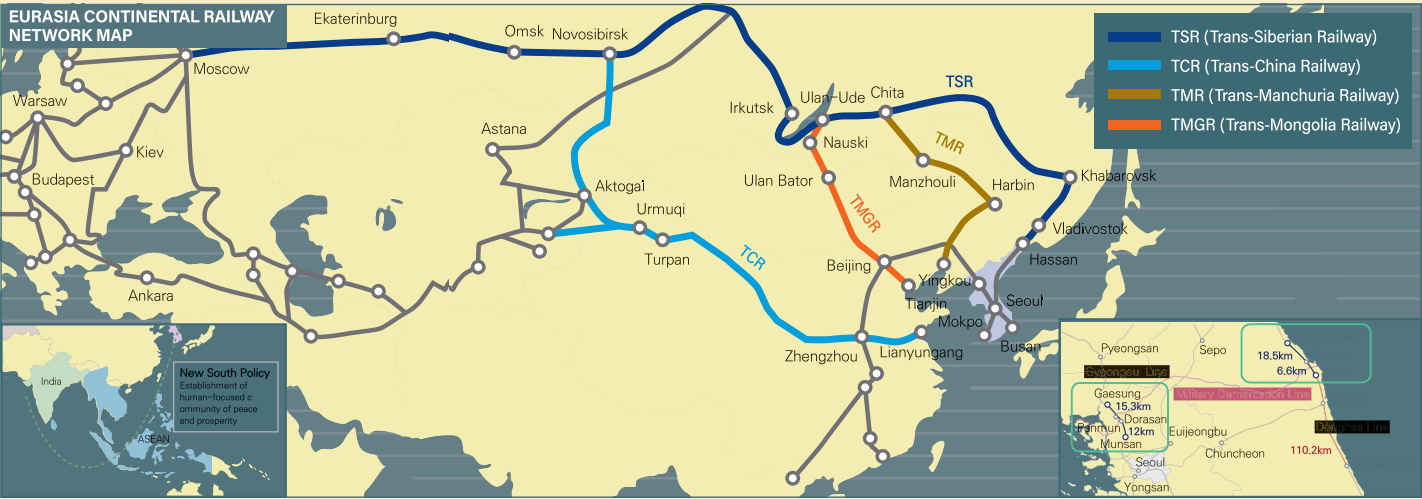 EURASIA CONTINENTAL RAILWAY
NETWORK MAP
TSR (Trans-Siberian Railway)
TCR (Trans-China Railway)
TMR (Trans-Manchuria Railway)
TMGR (Trans-Mongolia Railway)
Ekaterinburg
Omsk
Novosibirsk
Moscow
Warsaw
Kiev
Budapest
Ankara
Astana
Aktogai
Urmuqi
Turpan
TCR
Irkutsk
Ulan-Ude
Chita
TSR
Nauski
TMR
Ulan Bator
Manzhouli
Harbin
Khabarovsk
TMGR
Vladivostok
Hassan
Beijing
Yingkou
Tianjin
Seoul
Mokpo
Busan
Zhengzhou
Lianyungang
India
ASEAN
New South Policy
Establishment of
human-focused c
ommunity of peace
and prosperity
Pyeongsan
Sepo
18.5km
6.6km
Gyeongeu Line
Military Demifrcation Line
Gaesung
15.3km
Dorasan
Panmun
12km
Munsan
Euijeongbu
Chuncheon
110.2km
Seoul
Yongsan